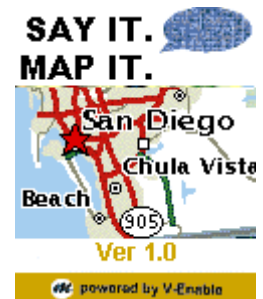 SAY IT.
MAP IT.
San Diego
Chula Vista
Beach
905
Ver 1.0
powered by V-Enable